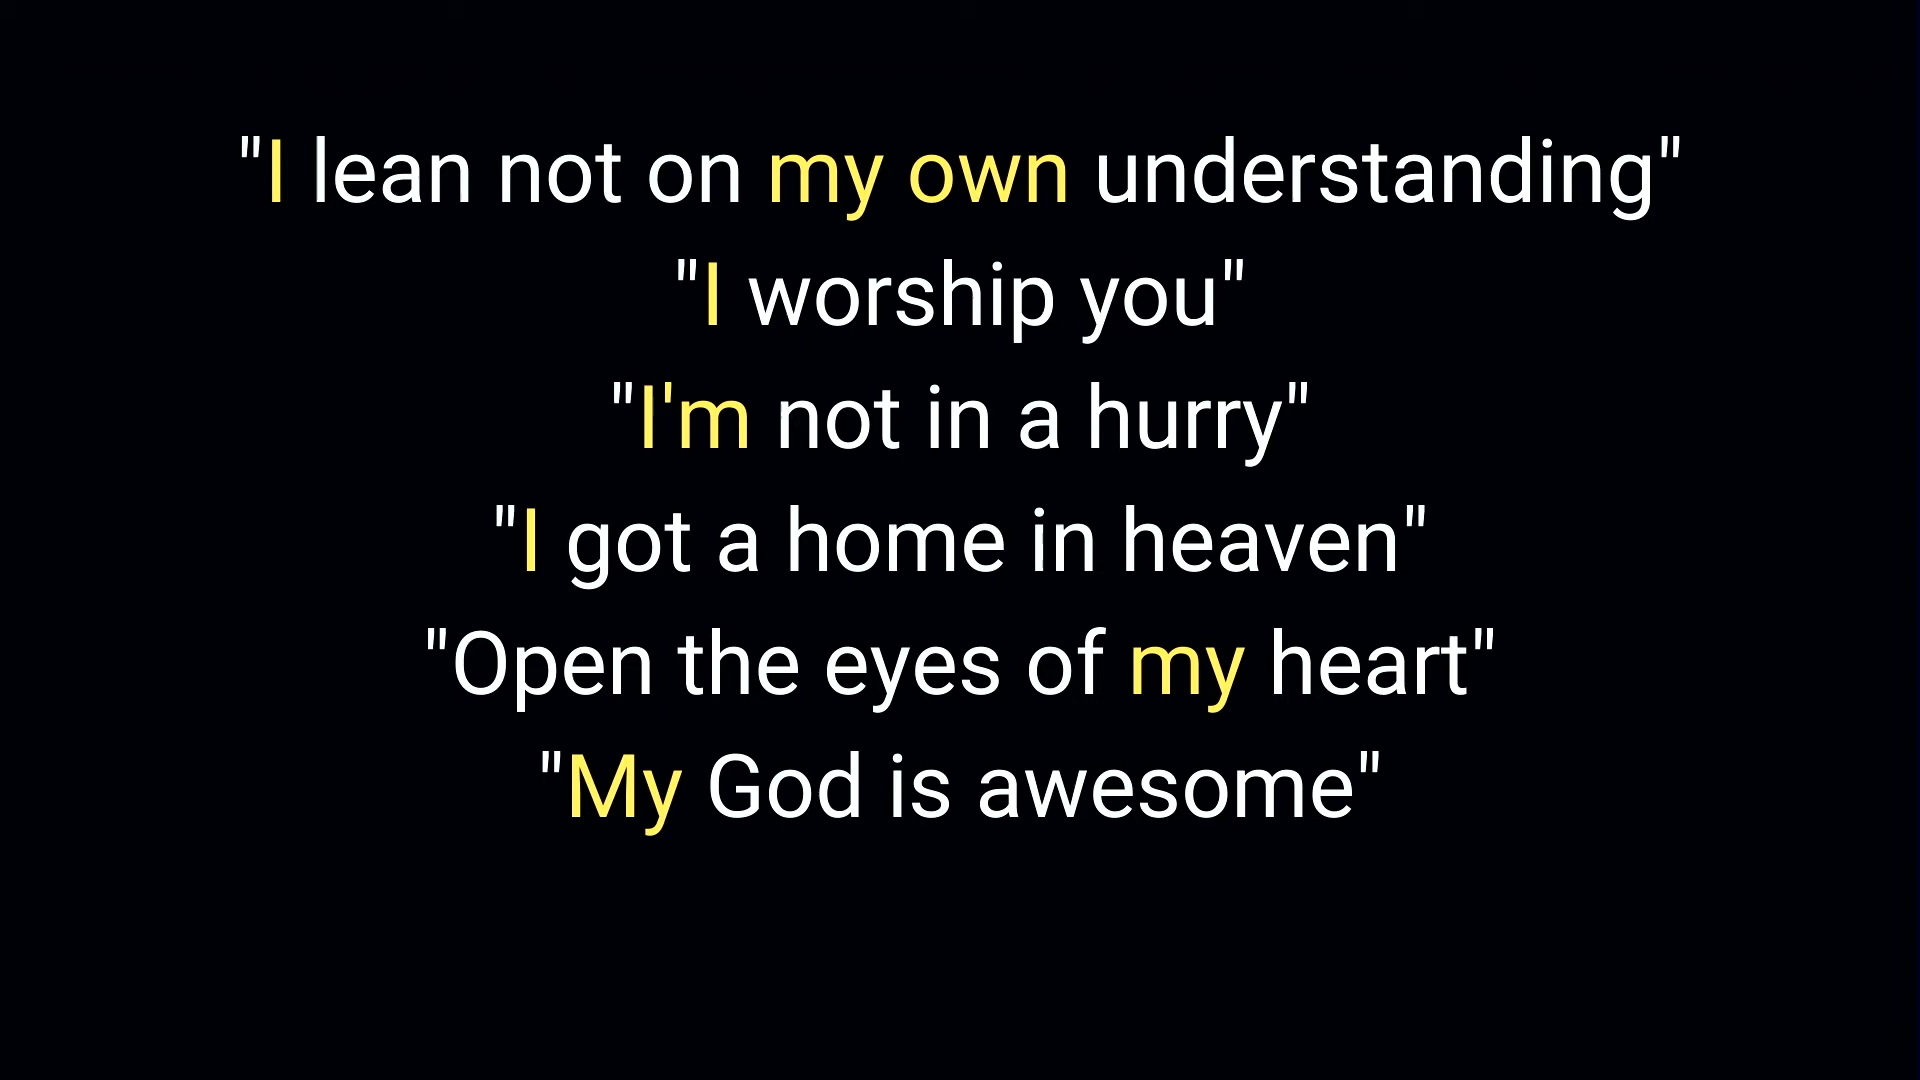 "I lean not on my own understanding"
"I worship you"
"I'm not in a hurry"
"I got a home in heaven"
"Open the eyes of my heart"
"My God is awesome"